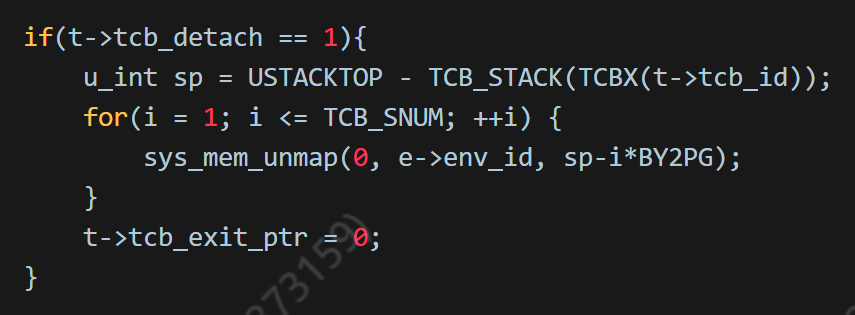 if(t->tcb_detach == 1){
    u_int sp = USTACKTOP - TCB_STACK(TCBX(t->tcb_id));
    for(i = 1; i <= TCB_SNUM; ++i) {
        sys_mem_unmap(0, e->env_id, sp-i*BY2PG);
    }
    t->tcb_exit_ptr = 0;
}
873159)